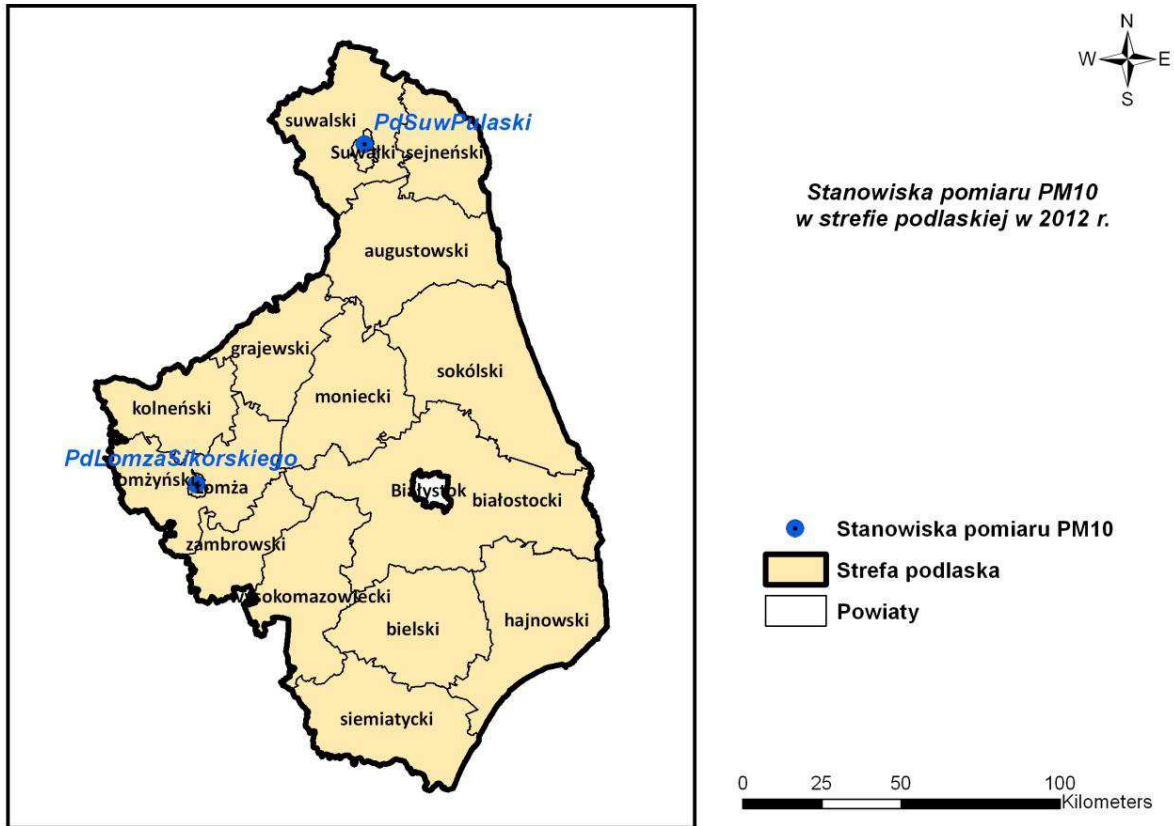 N
W E
S
Stanowiska pomiaru PM10
w strefie podlaskiej w 2012 r.
suwalski
PdSuwPulaski
Suwałki
sejneński
augustowski
grajewski
sokólski
moniecki
kolneński
PdLomzaSikorskiego
łomżyński
Łomża
Białystok
białostocki
zambrowski
wysokomazowiecki
bielski
hajnowski
siemiatycki
Stanowiska pomiaru PM10
Strefa podlaska
Powiaty
0 25 50 100
Kilometers